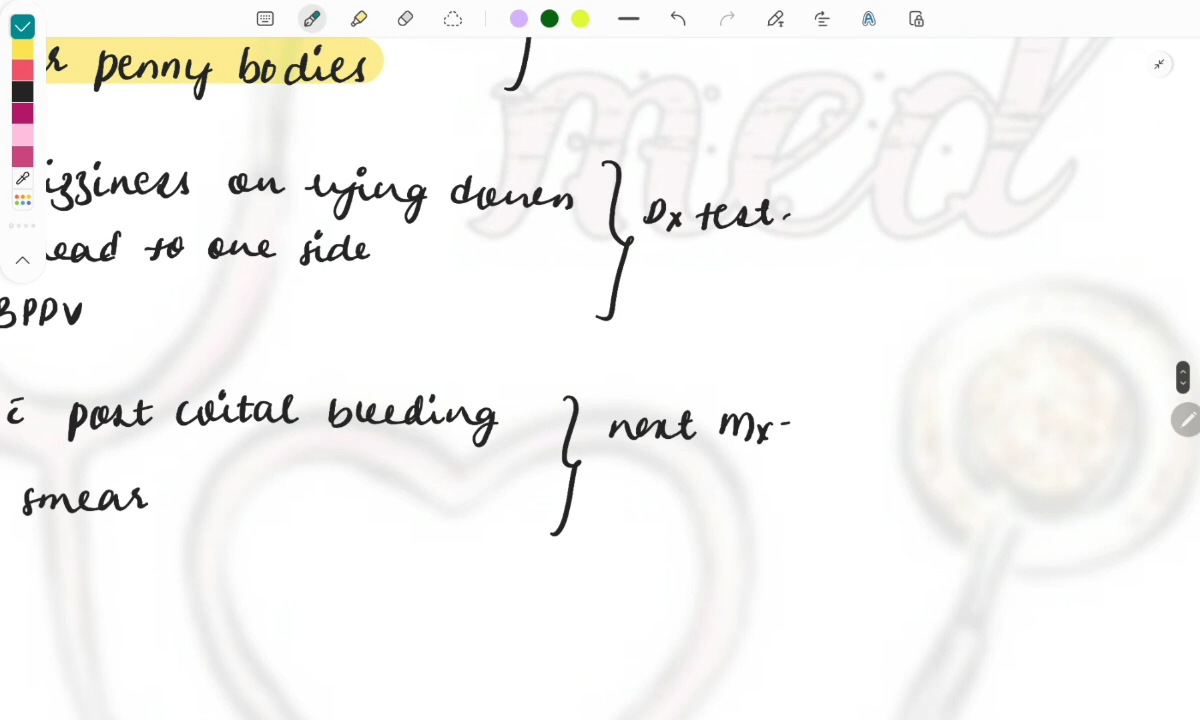 penny bodies
izziness on lying down
Dx test.
ead to one side
BPPV
c̄ post coital bleeding
next Mx-
smear
med